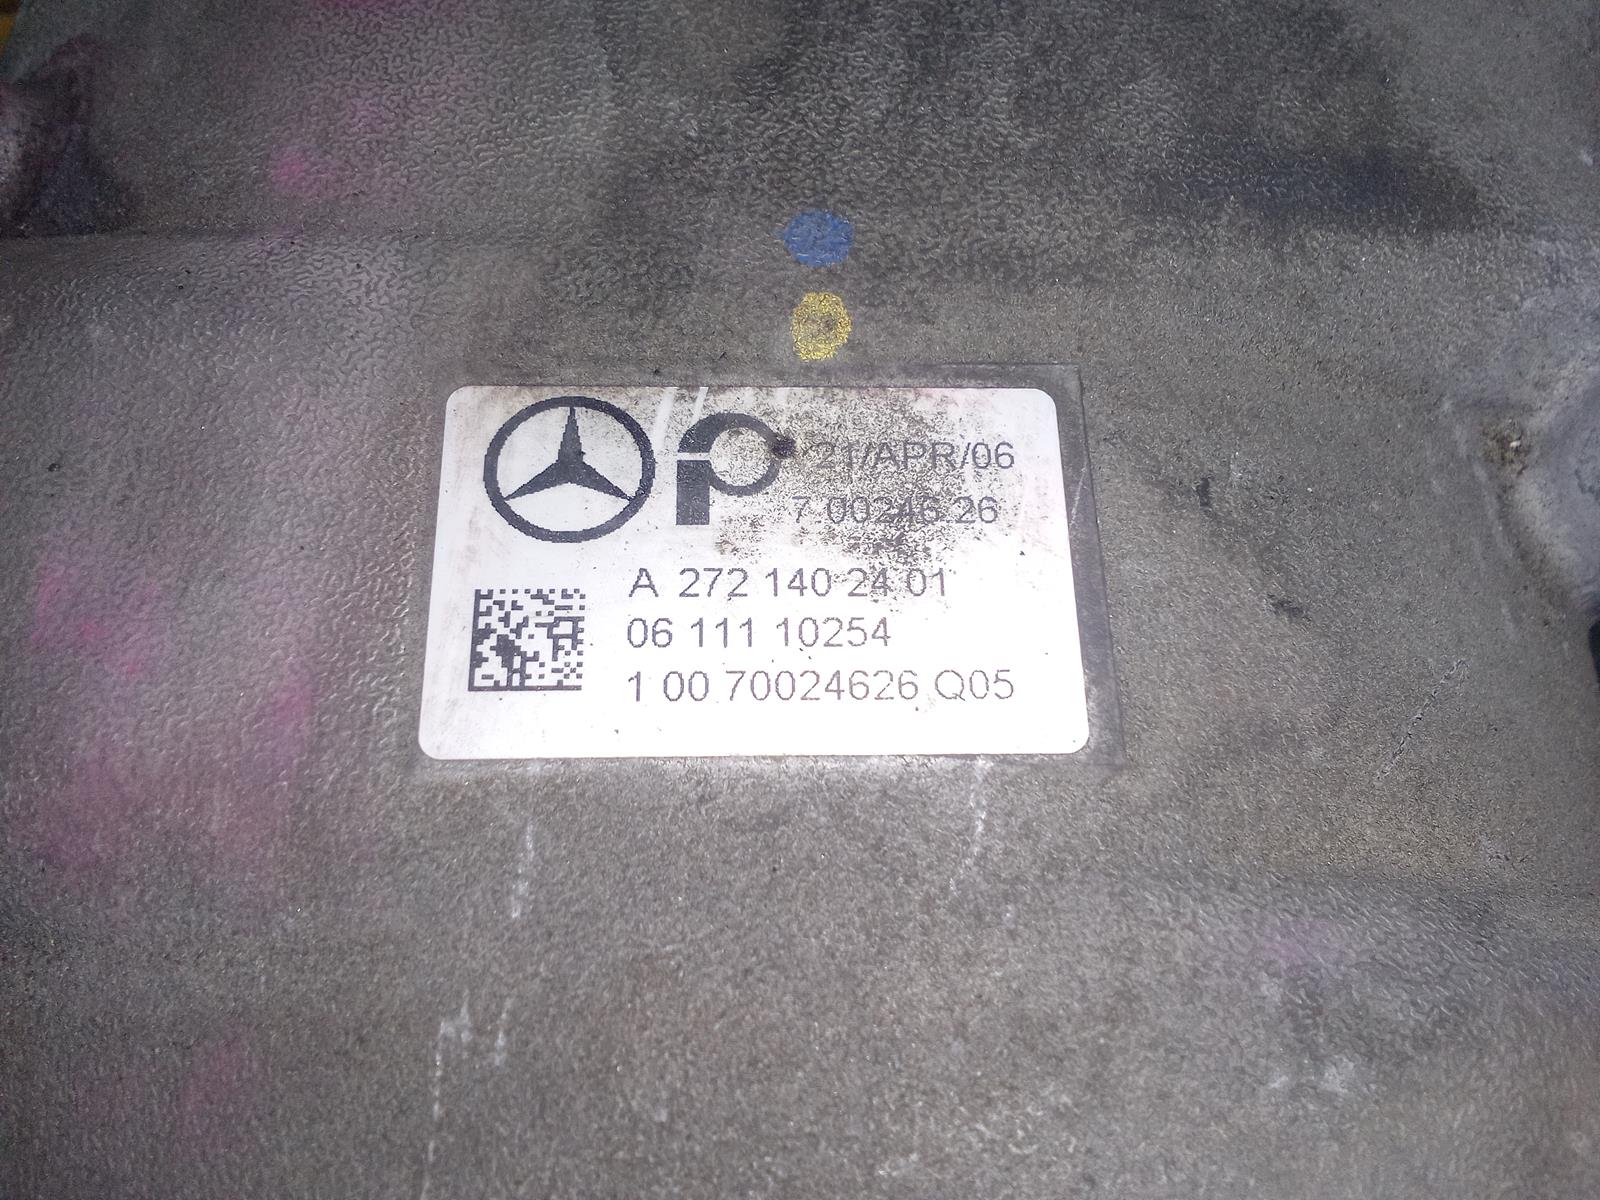 21/APR/06
7.00246.26
A 272 140 24 01
06 111 10254
1 00 70024626 Q05